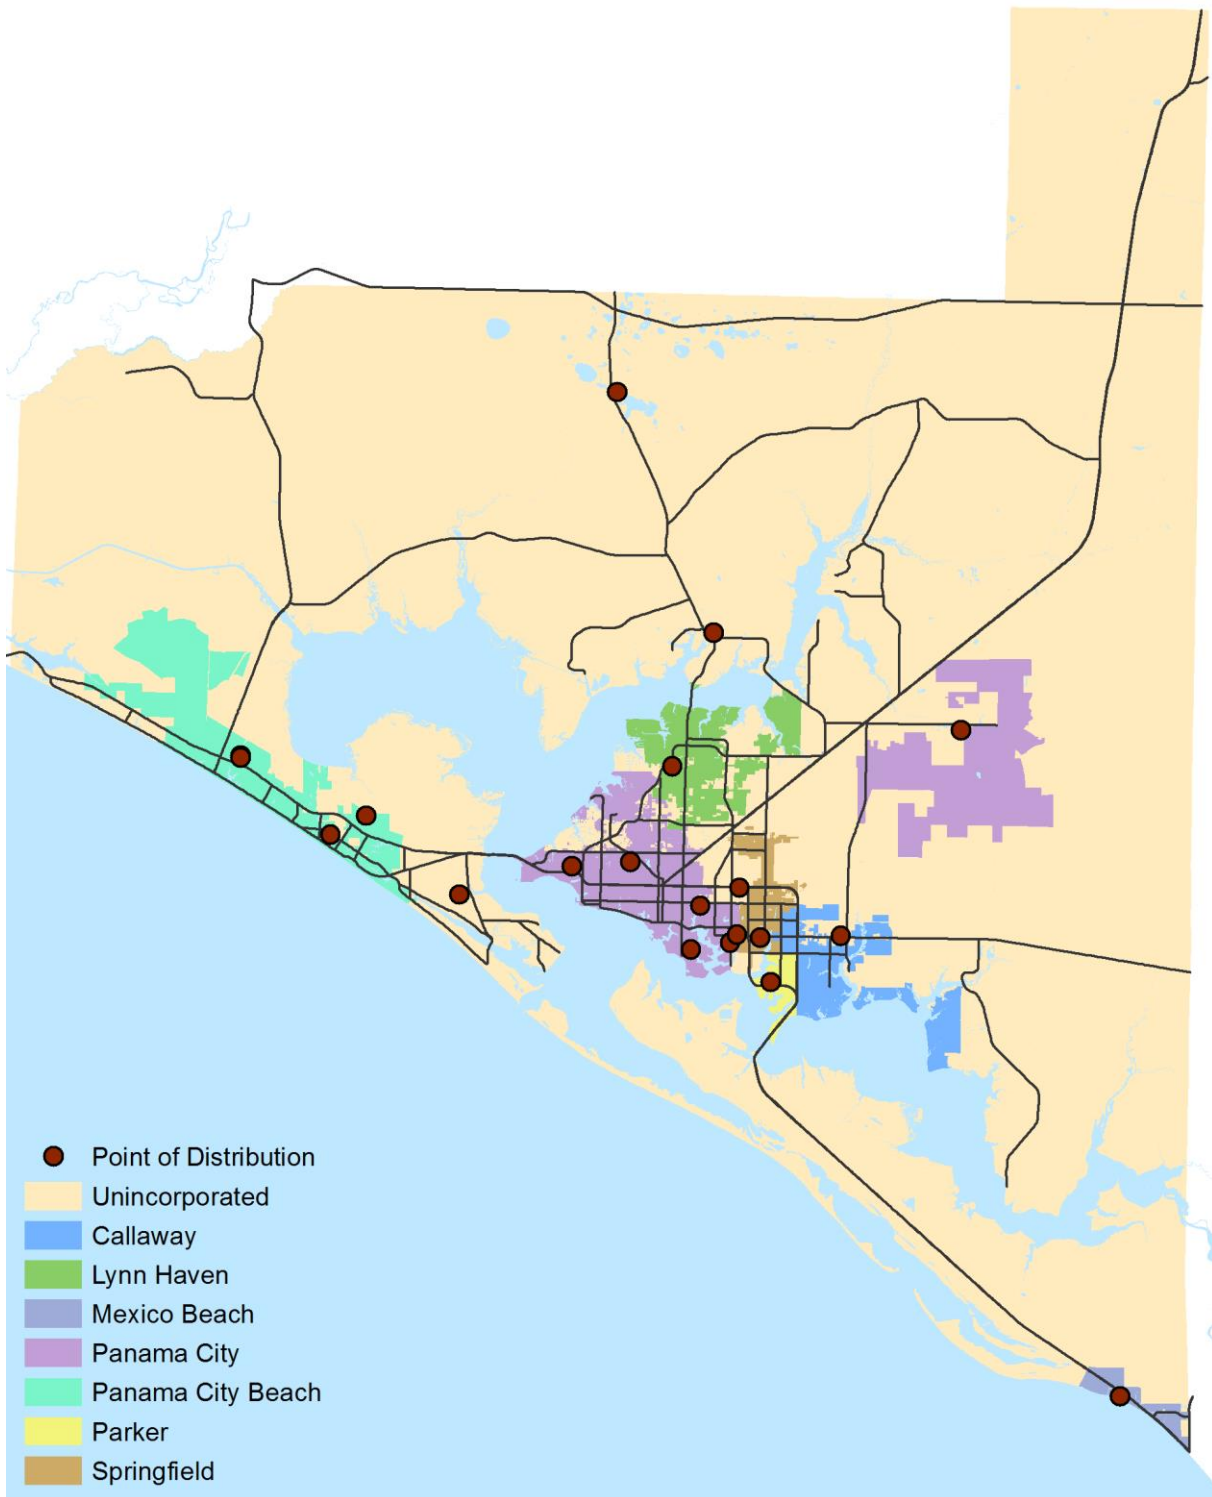 Point of Distribution
Unincorporated
Callaway
Lynn Haven
Mexico Beach
Panama City
Panama City Beach
Parker
Springfield